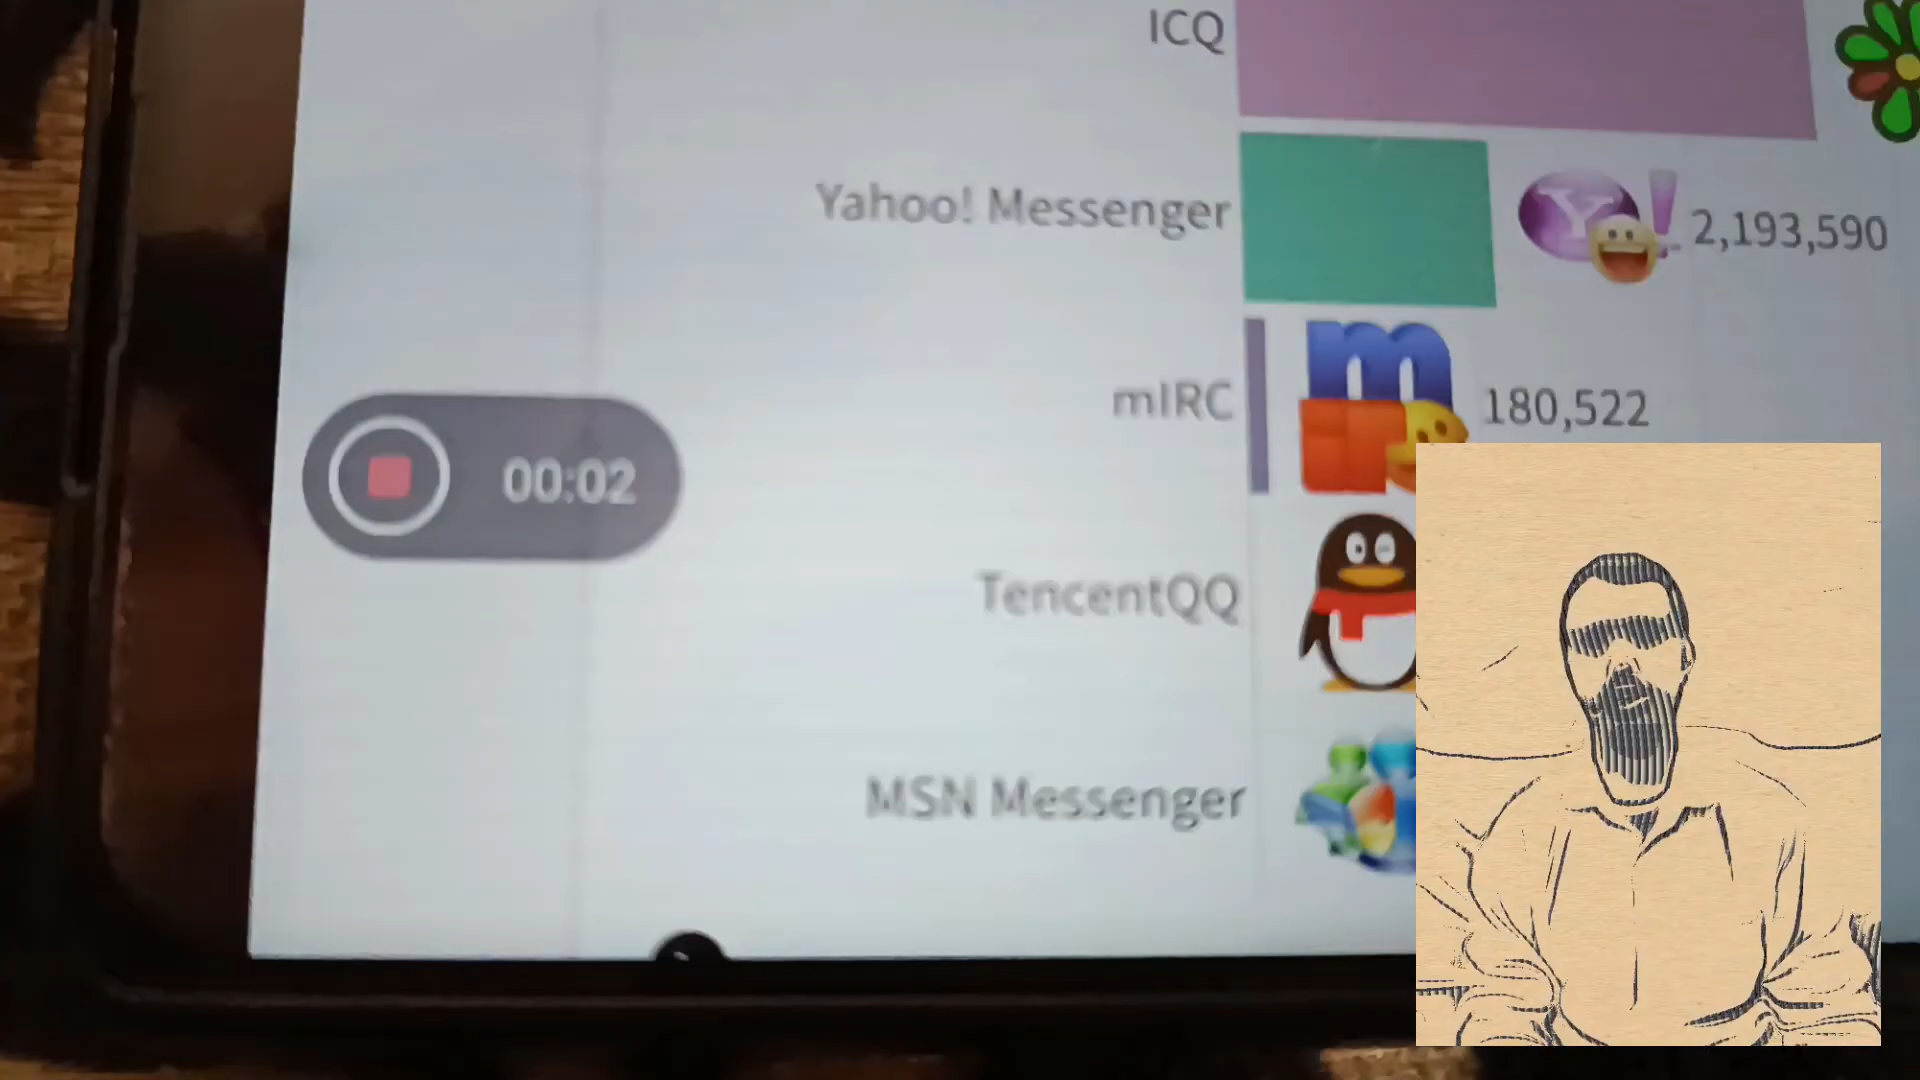 ICQ
Yahoo! Messenger
Y! 2,193,590
mIRC
m 180,522
00:02
TencentQQ
MSN Messenger